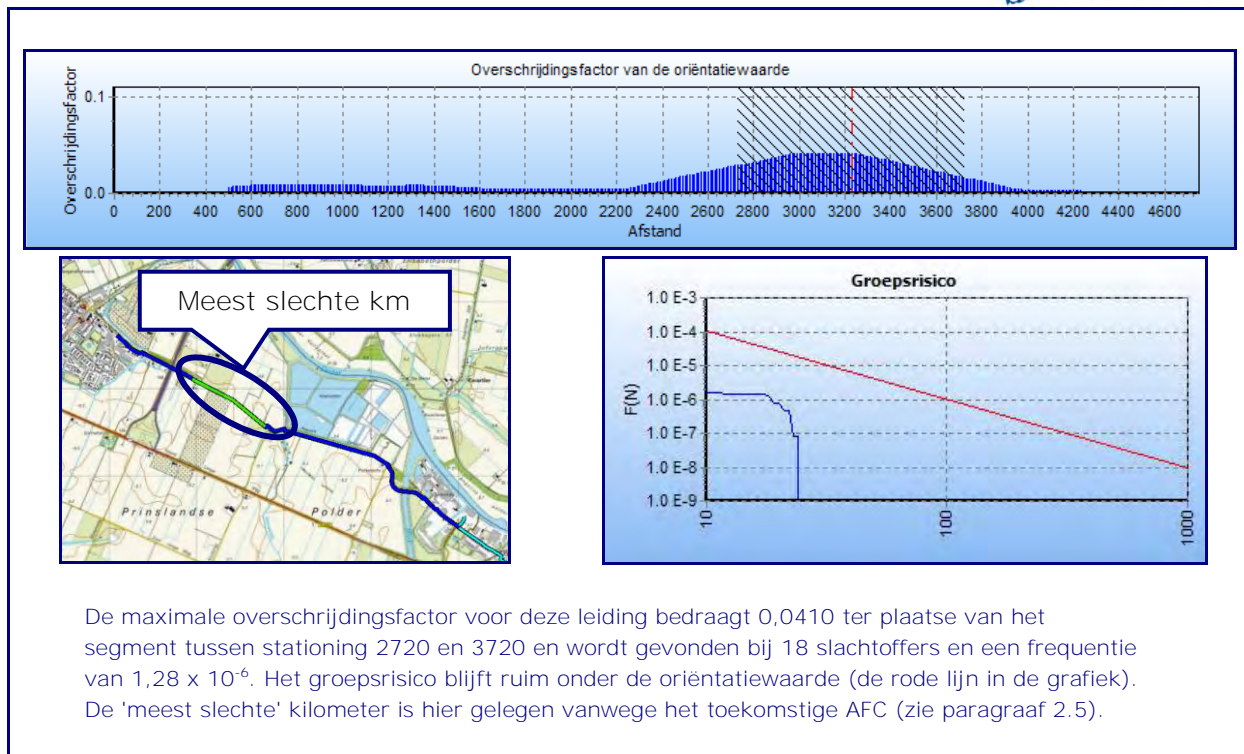 Overschrijdingsfactor van de oriëntatiewaarde
Overschrijdingsfactor
0.1
0.0
0 200 400 600 800 1000 1200 1400 1600 1800 2000 2200 2400 2600 2800 3000 3200 3400 3600 3800 4000 4200 4400 4600
Afstand
Meest slechte km
Prinslandse Polder
Groepsrisico
F(N)
1.0 E-3
1.0 E-4
1.0 E-5
1.0 E-6
1.0 E-7
1.0 E-8
1.0 E-9
10 100 1000
De maximale overschrijdingsfactor voor deze leiding bedraagt 0,0410 ter plaatse van het
segment tussen stationing 2720 en 3720 en wordt gevonden bij 18 slachtoffers en een frequentie
van 1,28 x 10⁻⁶. Het groepsrisico blijft ruim onder de oriëntatiewaarde (de rode lijn in de grafiek).
De 'meest slechte' kilometer is hier gelegen vanwege het toekomstige AFC (zie paragraaf 2.5).